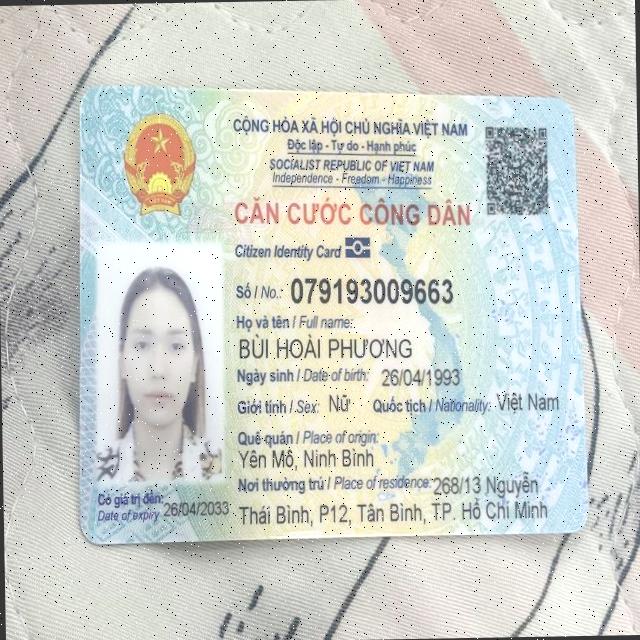 CỘNG HÒA XÃ HỘI CHỦ NGHĨA VIỆT NAM
Độc lập - Tự do - Hạnh phúc
SOCIALIST REPUBLIC OF VIET NAM
Independence - Freedom - Happiness
CĂN CƯỚC CÔNG DÂN
Citizen Identity Card
Số / No.: 079193009663
Họ và tên / Full name:
BÙI HOÀI PHƯƠNG
Ngày sinh / Date of birth: 26/04/1993
Giới tính / Sex: Nữ Quốc tịch / Nationality: Việt Nam
Quê quán / Place of origin:
Yên Mô, Ninh Bình
Nơi thường trú / Place of residence: 268/13 Nguyễn
Thái Bình, P12, Tân Bình, TP. Hồ Chí Minh
Có giá trị đến: 26/04/2033
Date of expiry